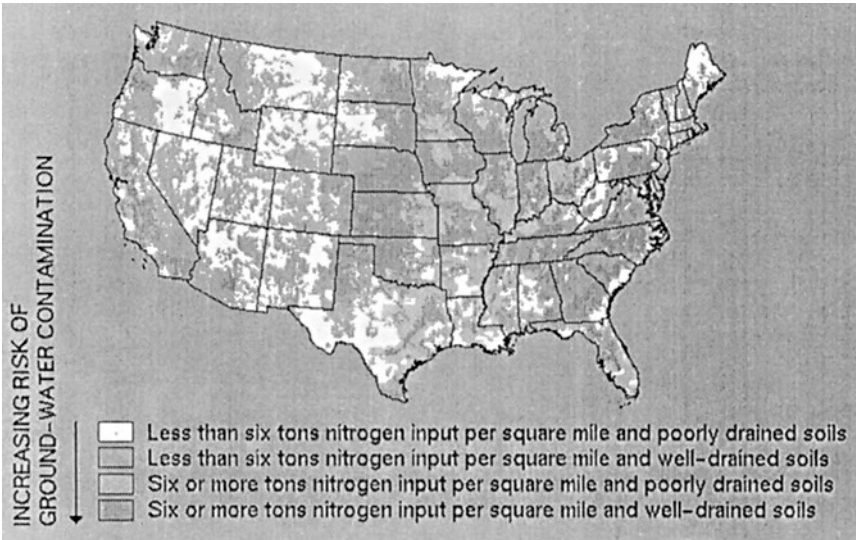 INCREASING RISK OF
GROUND-WATER CONTAMINATION
Less than six tons nitrogen input per square mile and poorly drained soils
Less than six tons nitrogen input per square mile and well-drained soils
Six or more tons nitrogen input per square mile and poorly drained soils
Six or more tons nitrogen input per square mile and well-drained soils